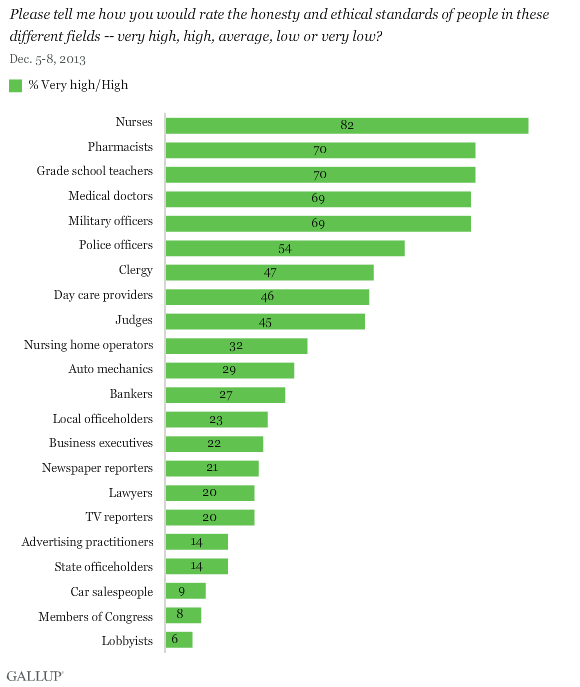 Please tell me how you would rate the honesty and ethical standards of people in these
different fields -- very high, high, average, low or very low?
Dec. 5-8, 2013
% Very high/High
Nurses 82
Pharmacists 70
Grade school teachers 70
Medical doctors 69
Military officers 69
Police officers 54
Clergy 47
Day care providers 46
Judges 45
Nursing home operators 32
Auto mechanics 29
Bankers 27
Local officeholders 23
Business executives 22
Newspaper reporters 21
Lawyers 20
TV reporters 20
Advertising practitioners 14
State officeholders 14
Car salespeople 9
Members of Congress 8
Lobbyists 6
GALLUP